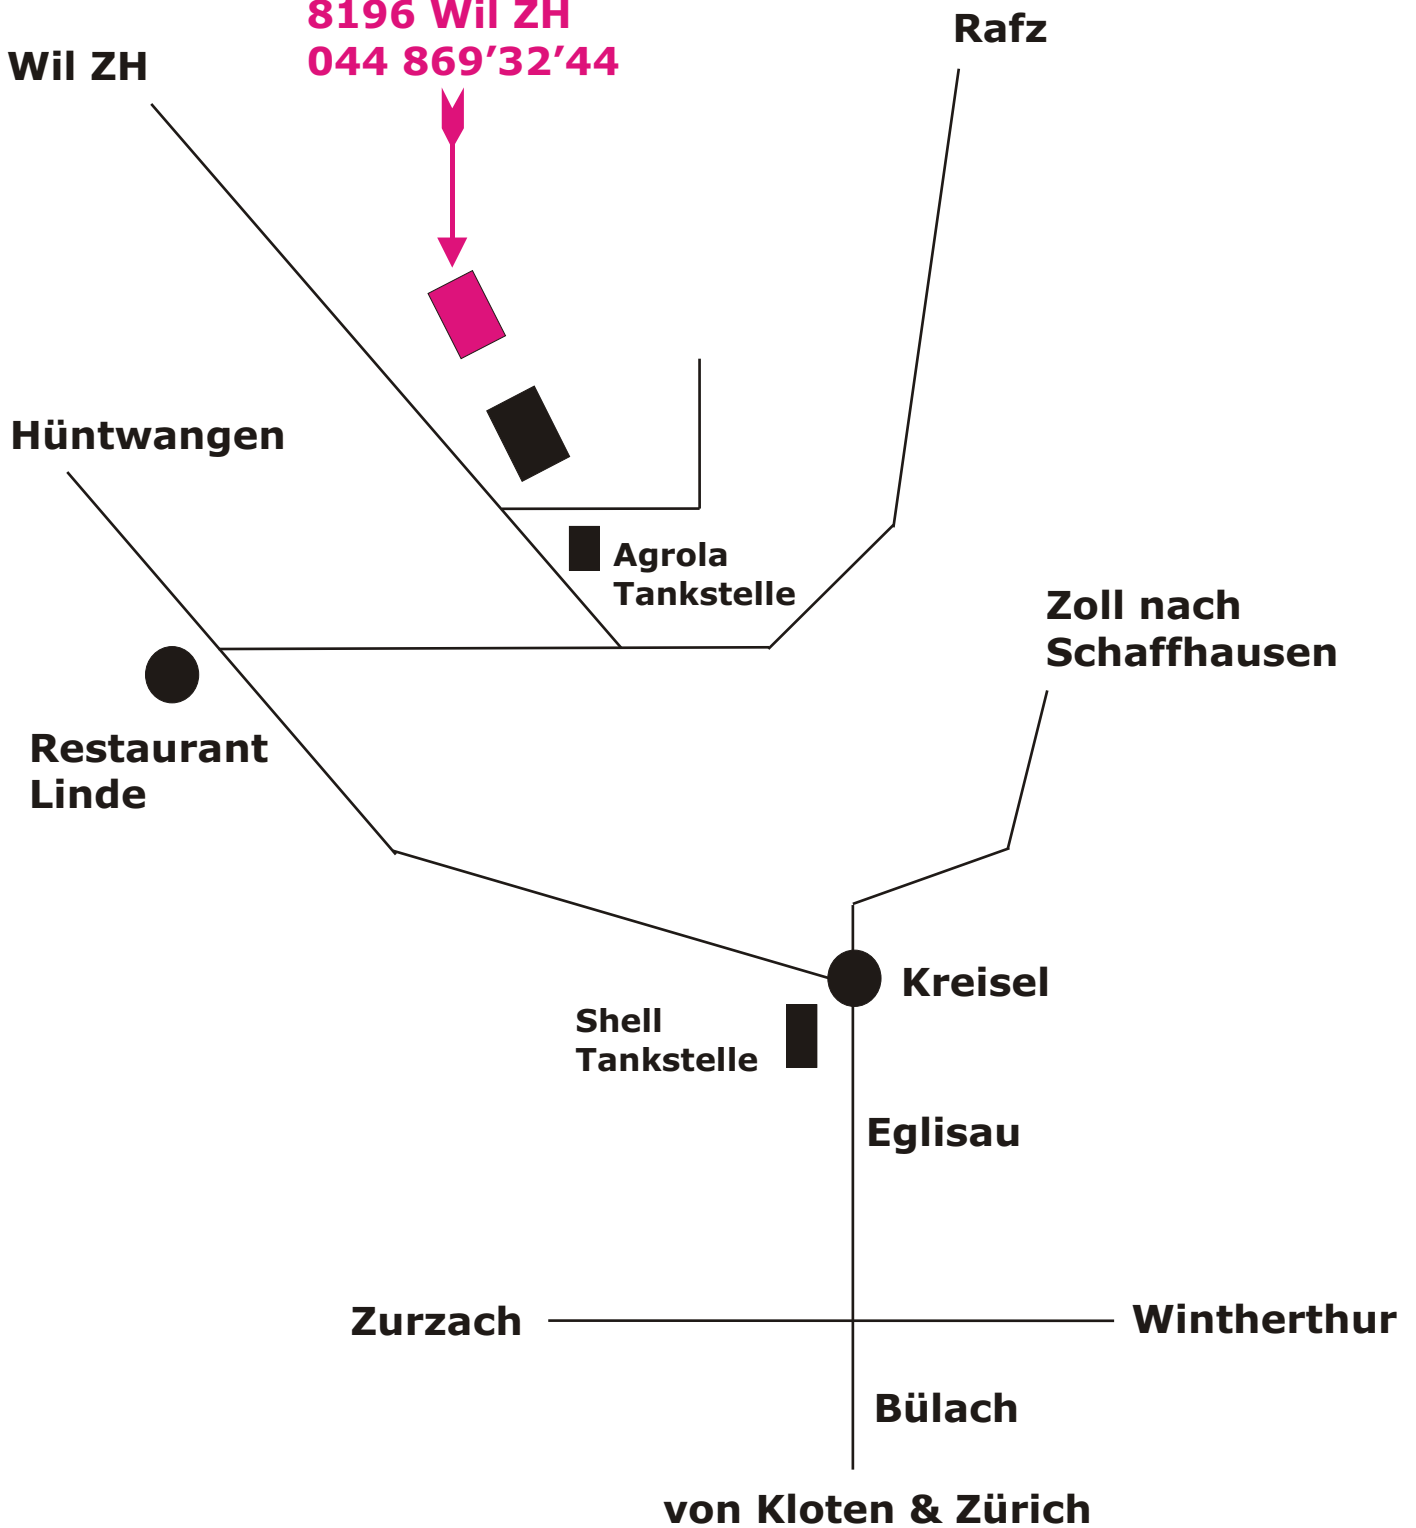 8196 Wil ZH
044 869’32’44
Rafz
Wil ZH
Hüntwangen
Agrola
Tankstelle
Zoll nach
Schaffhausen
Restaurant
Linde
Kreisel
Shell
Tankstelle
Eglisau
Zurzach
Wintherthur
Bülach
von Kloten & Zürich